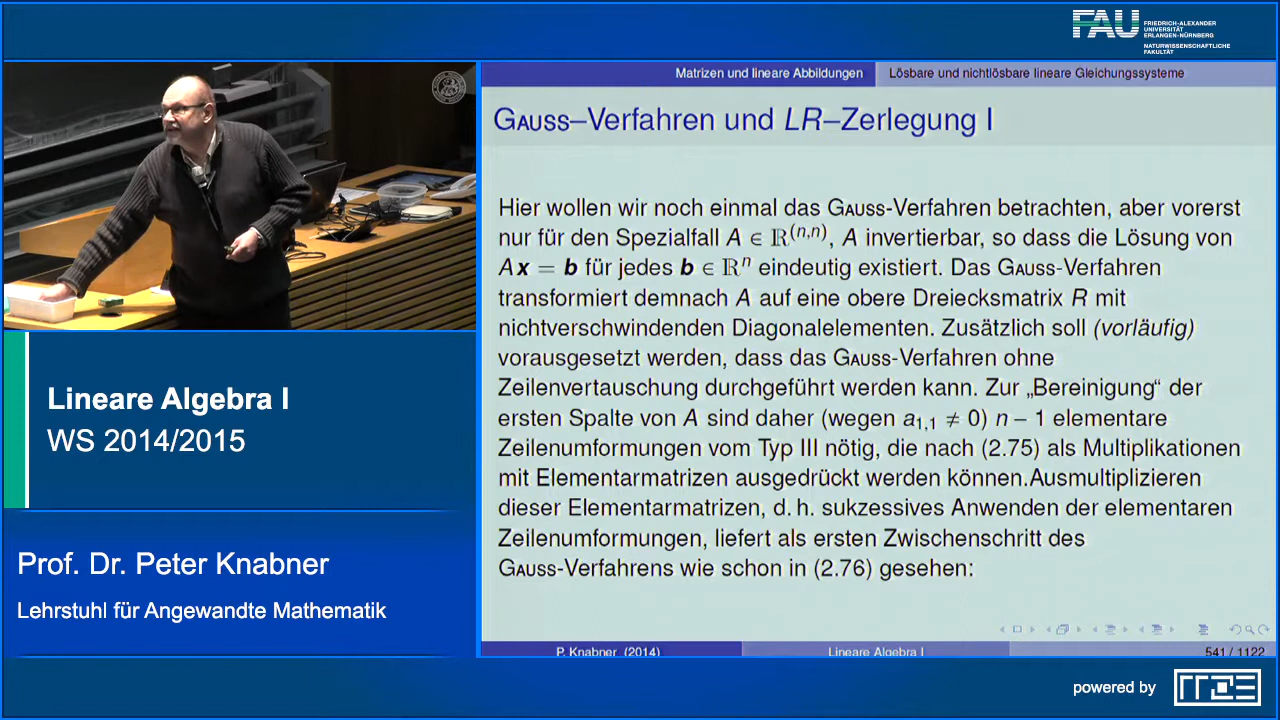 FAU
FRIEDRICH-ALEXANDER
UNIVERSITÄT
ERLANGEN-NÜRNBERG
NATURWISSENSCHAFTLICHE
FAKULTÄT
Matrizen und lineare Abbildungen
Lösbare und nichtlösbare lineare Gleichungssysteme
GAUSS–Verfahren und LR–Zerlegung I
Hier wollen wir noch einmal das GAUSS-Verfahren betrachten, aber vorerst
nur für den Spezialfall A ∈ ℝ^(n,n), A invertierbar, so dass die Lösung von
Ax = b für jedes b ∈ ℝ^n eindeutig existiert. Das GAUSS-Verfahren
transformiert demnach A auf eine obere Dreiecksmatrix R mit
nichtverschwindenden Diagonalelementen. Zusätzlich soll (vorläufig)
vorausgesetzt werden, dass das GAUSS-Verfahren ohne
Zeilenvertauschung durchgeführt werden kann. Zur „Bereinigung“ der
ersten Spalte von A sind daher (wegen a_1,1 ≠ 0) n − 1 elementare
Zeilenumformungen vom Typ III nötig, die nach (2.75) als Multiplikationen
mit Elementarmatrizen ausgedrückt werden können.Ausmultiplizieren
dieser Elementarmatrizen, d. h. sukzessives Anwenden der elementaren
Zeilenumformungen, liefert als ersten Zwischenschritt des
GAUSS-Verfahrens wie schon in (2.76) gesehen:
P. Knabner (2014)
Lineare Algebra I
541 / 1122
Lineare Algebra I
WS 2014/2015
Prof. Dr. Peter Knabner
Lehrstuhl für Angewandte Mathematik
powered by